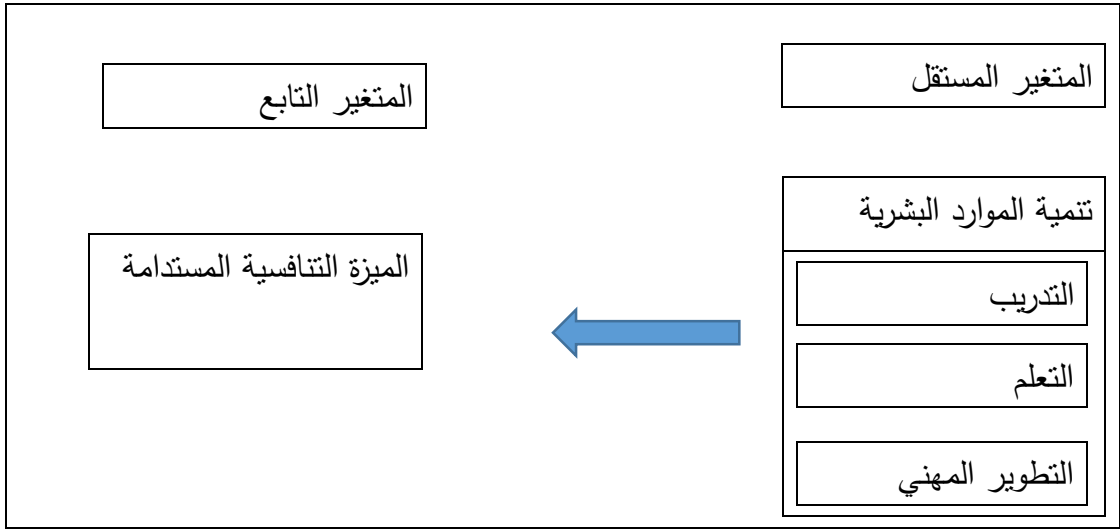 المتغير المستقل
المتغير التابع
تنمية الموارد البشرية
التدريب
التعلم
التطوير المهني
الميزة التنافسية المستدامة